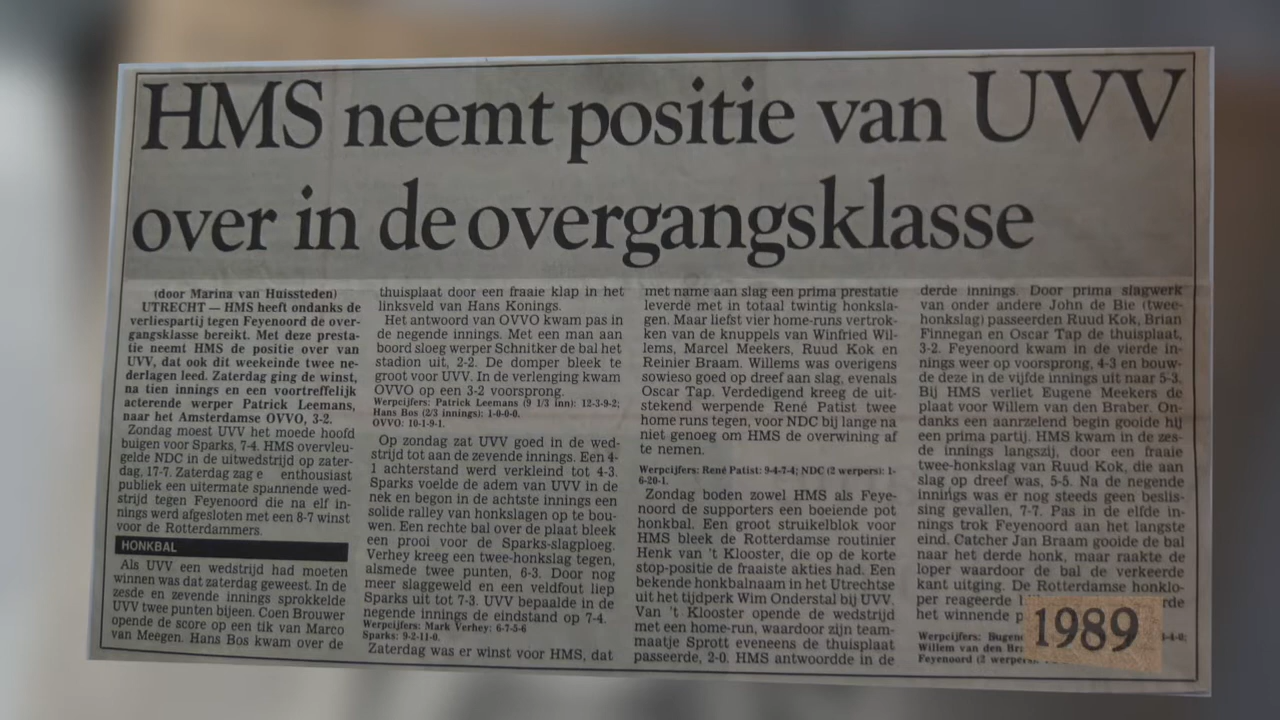 HMS neemt positie van UVV
over in de overgangsklasse
(door Marina van Huissteden)
UTRECHT — HMS heeft ondanks de
verliespartij tegen Feyenoord de over-
gangsklasse bereikt. Met deze presta-
tie neemt HMS de positie over van
UVV, dat ook dit weekeinde twee ne-
derlagen leed. Zaterdag ging de winst,
na tien innings en een voortreffelijk
acterende werper Patrick Leemans,
naar het Amsterdamse OVVO, 3-2.
Zondag moest UVV het moede hoofd
buigen voor Sparks, 7-4. HMS overvleu-
gelde NDC in de uitwedstrijd op zater-
dag, 17-7. Zaterdag zag e enthousiast
publiek een uitermate spannende wed-
strijd tegen Feyenoord die na elf in-
nings werd afgesloten met een 8-7 winst
voor de Rotterdammers.
HONKBAL
Als UVV een wedstrijd had moeten
winnen was dat zaterdag geweest. In de
zesde en zevende innings sprokkelde
UVV twee punten bijeen. Coen Brouwer
opende de score op een tik van Marco
van Meegen. Hans Bos kwam over de
thuisplaat door een fraaie klap in het
linksveld van Hans Konings.
Het antwoord van OVVO kwam pas in
de negende innings. Met een man aan
boord sloeg werper Schnitker de bal het
stadion uit, 2-2. De domper bleek te
groot voor UVV. In de verlenging kwam
OVVO op een 3-2 voorsprong.
Werpcijfers: Patrick Leemans (9 1/3 inn): 12-3-9-2;
Hans Bos (2/3 innings): 1-0-0-0.
OVVO: 10-1-9-1.
Op zondag zat UVV goed in de wed-
strijd tot aan de zevende innings. Een 4-
1 achterstand werd verkleind tot 4-3.
Sparks voelde de adem van UVV in de
nek en begon in de achtste innings een
solide ralley van honkslagen op te bou-
wen. Een rechte bal over de plaat bleek
een prooi voor de Sparks-slagploeg.
Verhey kreeg een twee-honkslag tegen,
alsmede twee punten, 6-3. Door nog
meer slaggeweld en een veldfout liep
Sparks uit tot 7-3. UVV bepaalde in de
negende innings de eindstand op 7-4.
Werpcijfers: Mark Verhey: 6-7-5-6
Sparks: 9-2-11-0.
Zaterdag was er winst voor HMS, dat
met name aan slag een prima prestatie
leverde met in totaal twintig honksla-
gen. Maar liefst vier home-runs vertrok-
ken van de knuppels van Winfried Wil-
lems, Marcel Meekers, Ruud Kok en
Reinier Braam. Willems was overigens
sowieso goed op dreef aan slag, evenals
Oscar Tap. Verdedigend kreeg de uit-
stekend werpende René Patist twee
home runs tegen, voor NDC bij lange na
niet genoeg om HMS de overwining af
te nemen.
Werpcijfers: René Patist: 9-4-7-4; NDC (2 werpers): 1-
6-20-1.
Zondag boden zowel HMS als Feye-
noord de supporters een boeiende pot
honkbal. Een groot struikelblok voor
HMS bleek de Rotterdamse routinier
Henk van 't Klooster, die op de korte
stop-positie de fraaiste akties had. Een
bekende honkbalnaam in het Utrechtse
uit het tijdperk Wim Onderstal bij UVV.
Van 't Klooster opende de wedstrijd
met een home-run, waardoor zijn team-
maatje Sprott eveneens de thuisplaat
passeerde, 2-0. HMS antwoordde in de
derde innings. Door prima slagwerk
van onder andere John de Bie (twee-
honkslag) passeerden Ruud Kok, Brian
Finnegan en Oscar Tap de thuisplaat,
3-2. Feyenoord kwam in de vierde in-
nings weer op voorsprong, 4-3 en bouw-
de deze in de vijfde innings uit naar 5-3.
Bij HMS verliet Eugene Meekers de
plaat voor Willem van den Braber. On-
danks een aanrzelend begin gooide hij
een prima partij. HMS kwam in de zes-
de innings langszij, door een fraaie
twee-honkslag van Ruud Kok, die aan
slag op dreef was, 5-5. Na de negende
innings was er nog steeds geen beslis-
sing gevallen, 7-7. Pas in de elfde in-
nings trok Feyenoord aan het langste
eind. Catcher Jan Braam gooide de bal
naar het derde honk, maar raakte de
loper waardoor de bal de verkeerde
kant uitging. De Rotterdamse honklo-
per reageerde
het winnende
Werpcijfers:
Willem van den
Feyenoord (2
1989